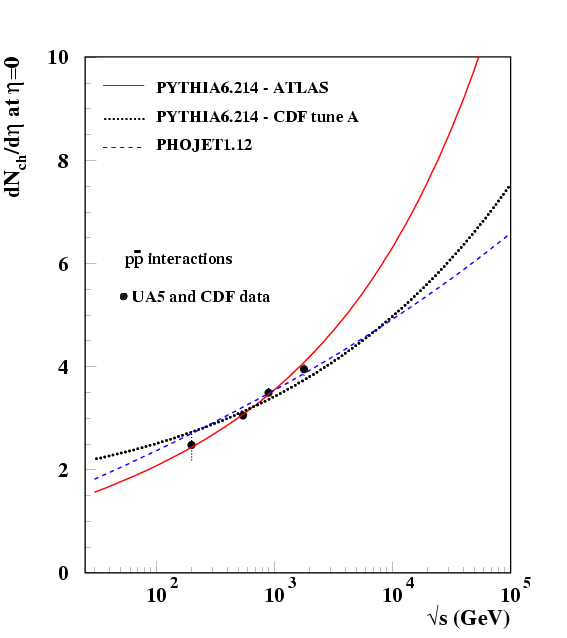 dN_ch/dη at η=0
10
8
6
4
2
0
PYTHIA6.214 - ATLAS
PYTHIA6.214 - CDF tune A
PHOJET1.12
pp̅ interactions
UA5 and CDF data
10^2
10^3
10^4
10^5
√s (GeV)